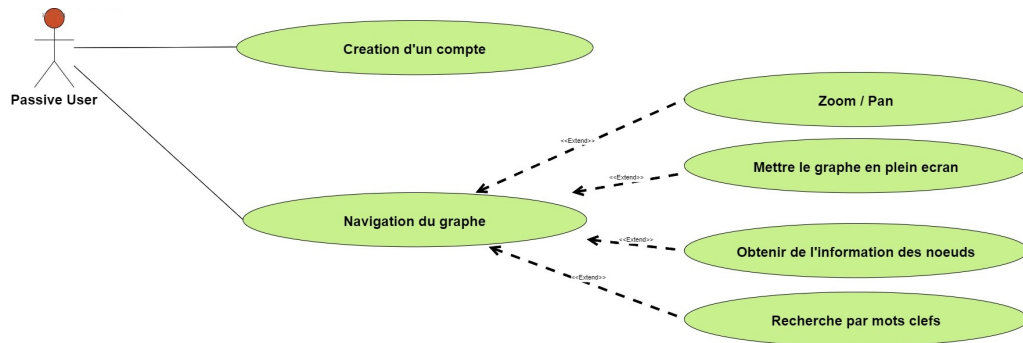 Creation d'un compte
Passive User
Zoom / Pan
<<Extend>>
Mettre le graphe en plein ecran
<<Extend>>
Navigation du graphe
<<Extend>>
Obtenir de l'information des noeuds
<<Extend>>
Recherche par mots clefs